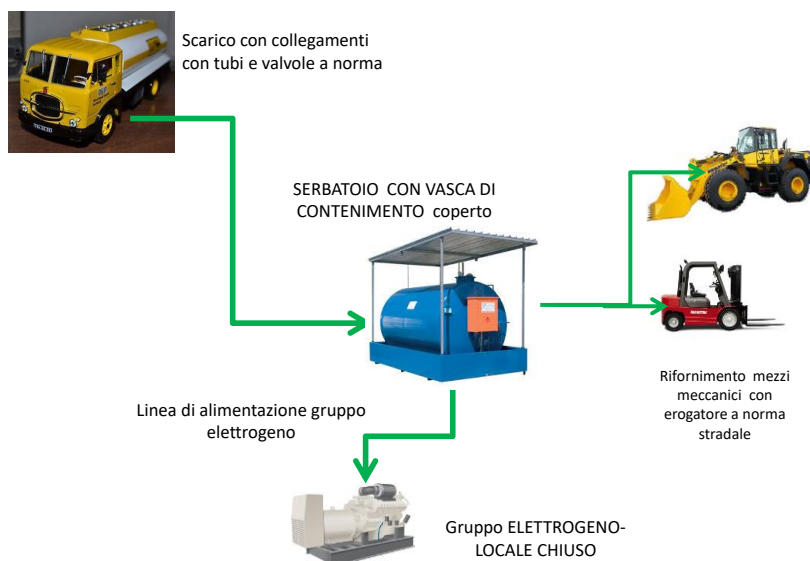 Scarico con collegamenti
con tubi e valvole a norma
SERBATOIO CON VASCA DI
CONTENIMENTO coperto
Rifornimento mezzi
meccanici con
erogatore a norma
stradale
Linea di alimentazione gruppo
elettrogeno
Gruppo ELETTROGENO-
LOCALE CHIUSO